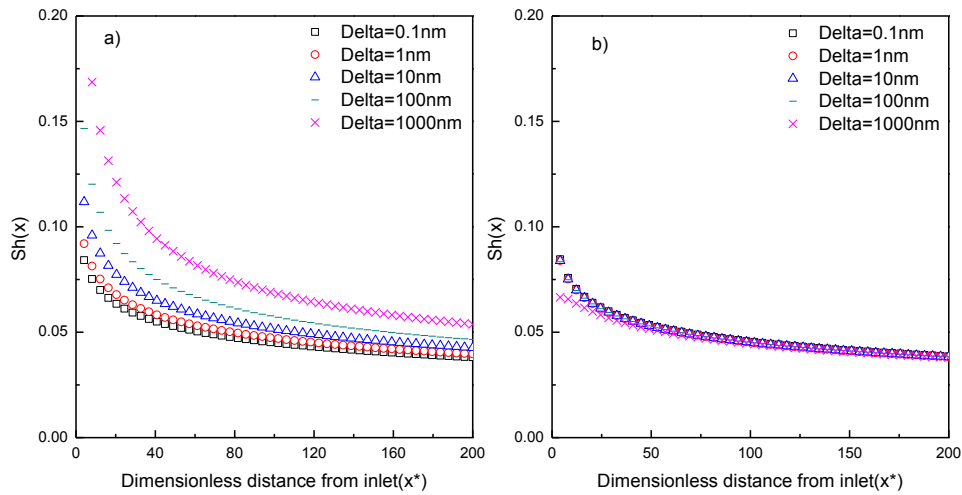 a)
Delta=0.1nm
Delta=1nm
Delta=10nm
Delta=100nm
Delta=1000nm
0.20
0.15
0.10
0.05
0.00
Sh(x)
0 40 80 120 160 200
Dimensionless distance from inlet(x*)
b)
Delta=0.1nm
Delta=1nm
Delta=10nm
Delta=100nm
Delta=1000nm
0.20
0.15
0.10
0.05
0.00
Sh(x)
0 50 100 150 200
Dimensionless distance from inlet(x*)